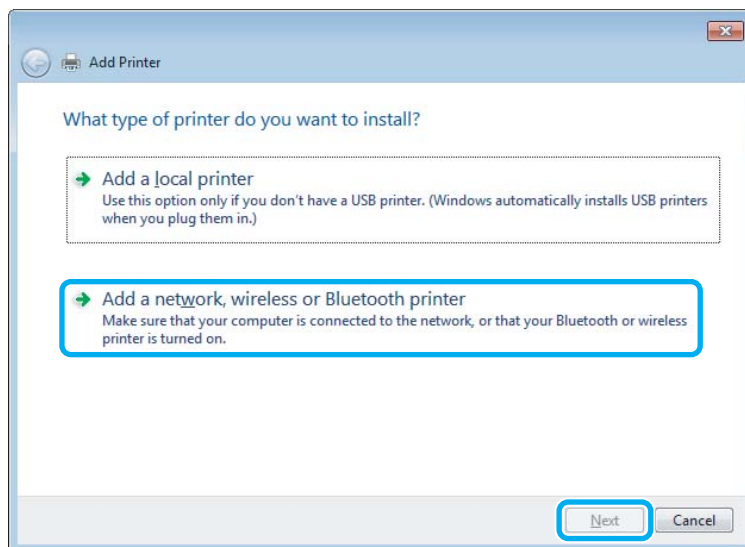 Add Printer
What type of printer do you want to install?
Add a local printer
Use this option only if you don't have a USB printer. (Windows automatically installs USB printers
when you plug them in.)
Add a network, wireless or Bluetooth printer
Make sure that your computer is connected to the network, or that your Bluetooth or wireless
printer is turned on.
Next
Cancel